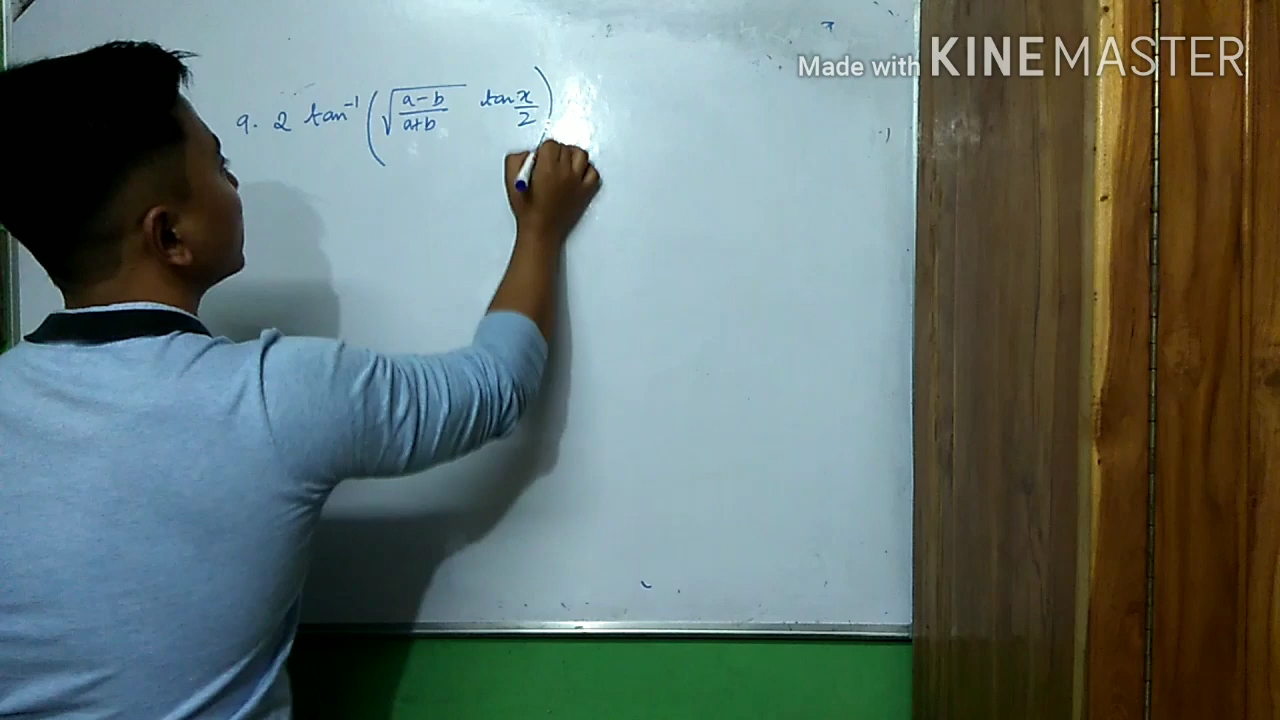 Made with KINEMASTER
9. 2 tan⁻¹ (√(a-b)/(a+b) tan x/2)